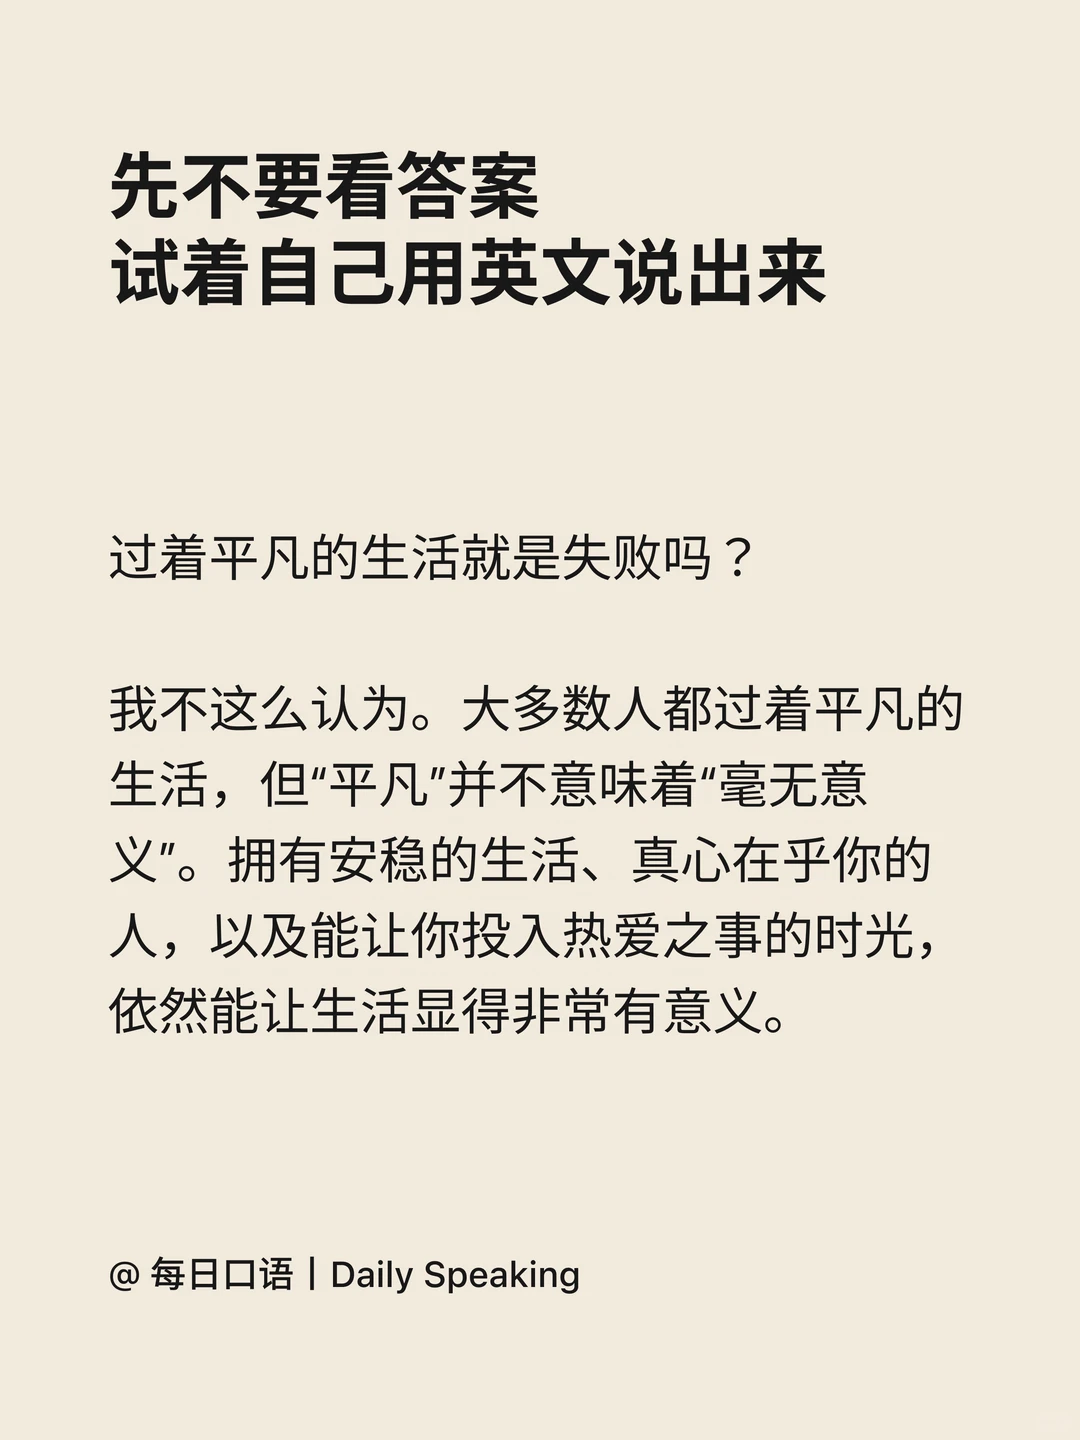 先不要看答案
试着自己用英文说出来
过着平凡的生活就是失败吗？
我不这么认为。大多数人都过着平凡的
生活，但“平凡”并不意味着“毫无意
义”。拥有安稳的生活、真心在乎你的
人，以及能让你投入热爱之事的时光，
依然能让生活显得非常有意义。
@ 每日口语丨Daily Speaking